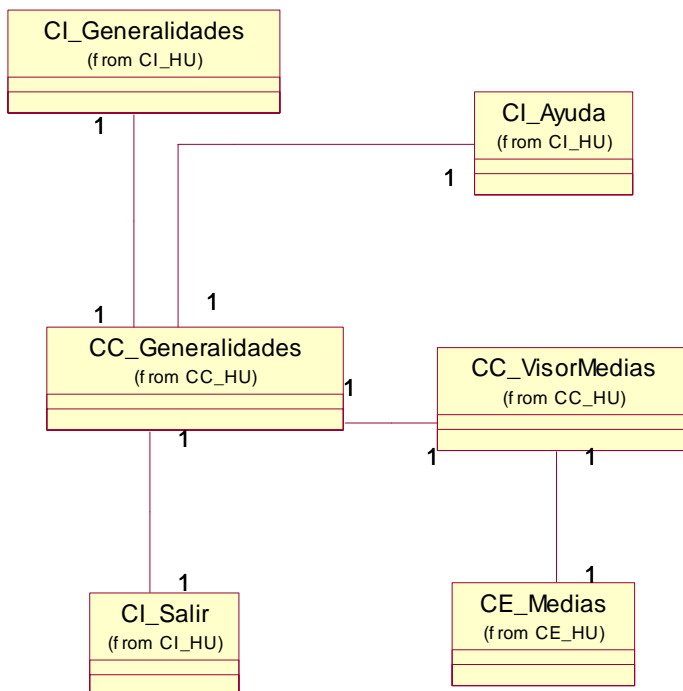 CI_Generalidades
(from CI_HU)
1
CI_Ayuda
(from CI_HU)
1
1
1
CC_Generalidades
(from CC_HU)
1
1
CC_VisorMedias
(from CC_HU)
1
1
1
CI_Salir
(from CI_HU)
1
CE_Medias
(from CE_HU)